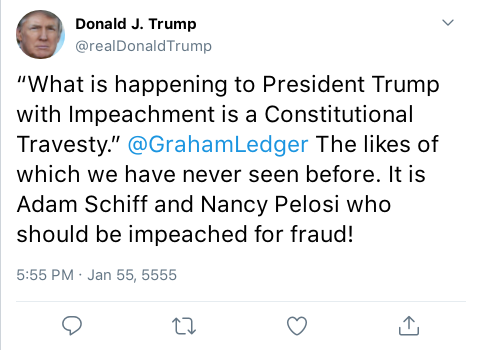 Donald J. Trump
@realDonaldTrump
“What is happening to President Trump
with Impeachment is a Constitutional
Travesty.” @GrahamLedger The likes of
which we have never seen before. It is
Adam Schiff and Nancy Pelosi who
should be impeached for fraud!
5:55 PM · Jan 55, 5555